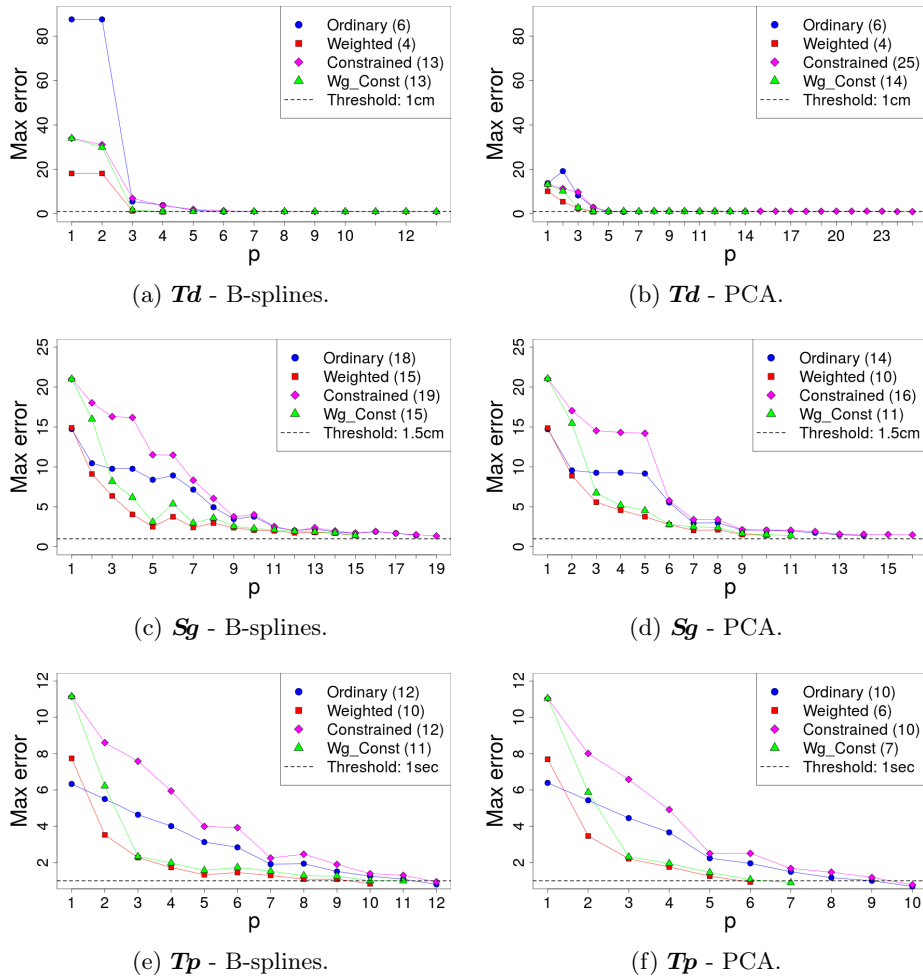 Max error
80
60
40
20
0
1 2 3 4 5 6 7 8 9 10 12
p
Ordinary (6)
Weighted (4)
Constrained (13)
Wg_Const (13)
Threshold: 1cm
(a) Td - B-splines.
Max error
80
60
40
20
0
1 3 5 7 9 11 14 17 20 23
p
Ordinary (6)
Weighted (4)
Constrained (25)
Wg_Const (14)
Threshold: 1cm
(b) Td - PCA.
Max error
25
20
15
10
5
0
1 2 3 4 5 6 7 8 9 11 13 15 17 19
p
Ordinary (18)
Weighted (15)
Constrained (19)
Wg_Const (15)
Threshold: 1.5cm
(c) Sg - B-splines.
Max error
25
20
15
10
5
0
1 2 3 4 5 6 7 8 9 11 13 15
p
Ordinary (14)
Weighted (10)
Constrained (16)
Wg_Const (11)
Threshold: 1.5cm
(d) Sg - PCA.
Max error
12
10
8
6
4
2
1 2 3 4 5 6 7 8 9 10 11 12
p
Ordinary (12)
Weighted (10)
Constrained (12)
Wg_Const (11)
Threshold: 1sec
(e) Tp - B-splines.
Max error
12
10
8
6
4
2
1 2 3 4 5 6 7 8 9 10
p
Ordinary (10)
Weighted (6)
Constrained (10)
Wg_Const (7)
Threshold: 1sec
(f) Tp - PCA.